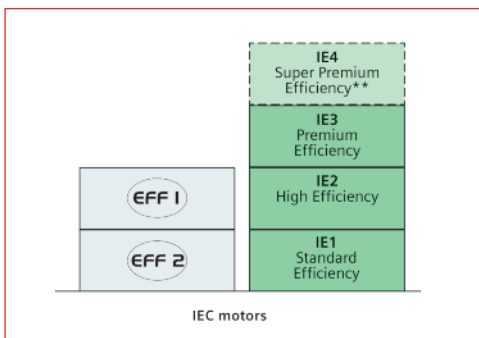 IE4
Super Premium
Efficiency**
IE3
Premium
Efficiency
EFF 1
IE2
High Efficiency
EFF 2
IE1
Standard
Efficiency
IEC motors